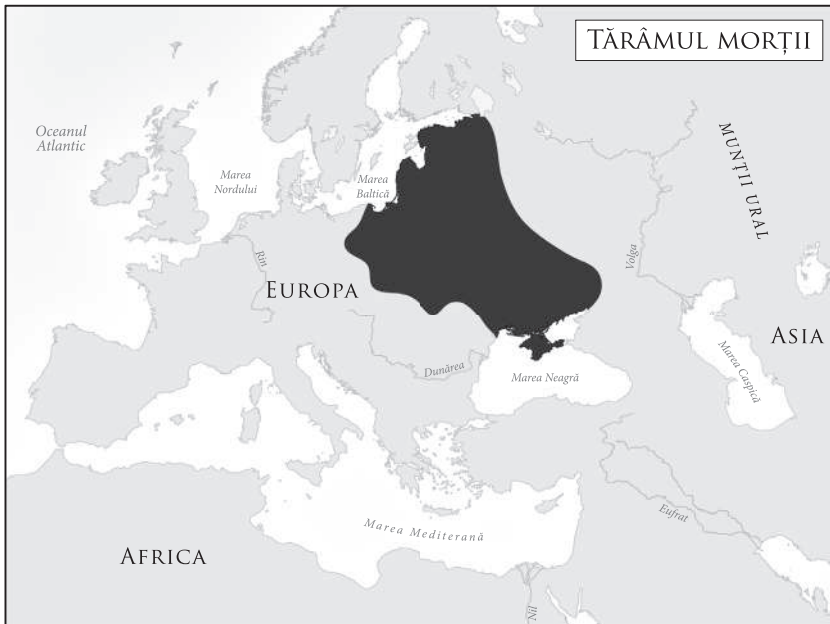 TĂRÂMUL MORȚII
Oceanul
Atlantic
Marea
Nordului
Marea
Baltică
MUNȚII URAL
Rin
Volga
EUROPA
ASIA
Dunărea
Marea Neagră
Marea Caspică
Eufrat
Marea Mediterană
AFRICA
Nil